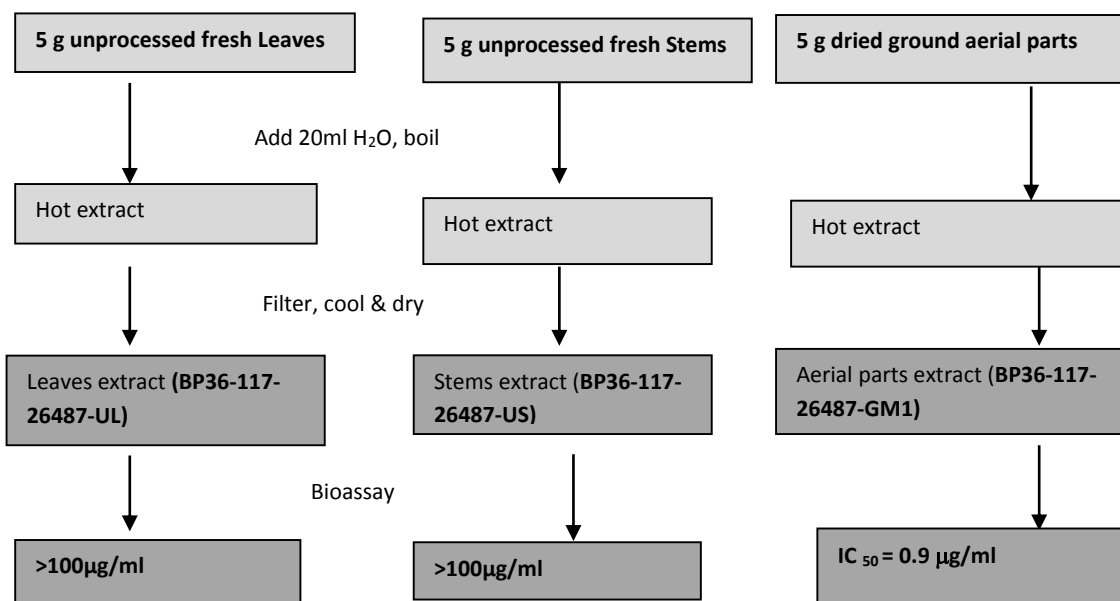 5 g unprocessed fresh Leaves
5 g unprocessed fresh Stems
5 g dried ground aerial parts
Add 20ml H₂O, boil
Hot extract
Hot extract
Hot extract
Filter, cool & dry
Leaves extract (BP36-117-
26487-UL)
Stems extract (BP36-117-
26487-US)
Aerial parts extract (BP36-117-
26487-GM1)
Bioassay
>100µg/ml
>100µg/ml
IC ₅₀ = 0.9 µg/ml